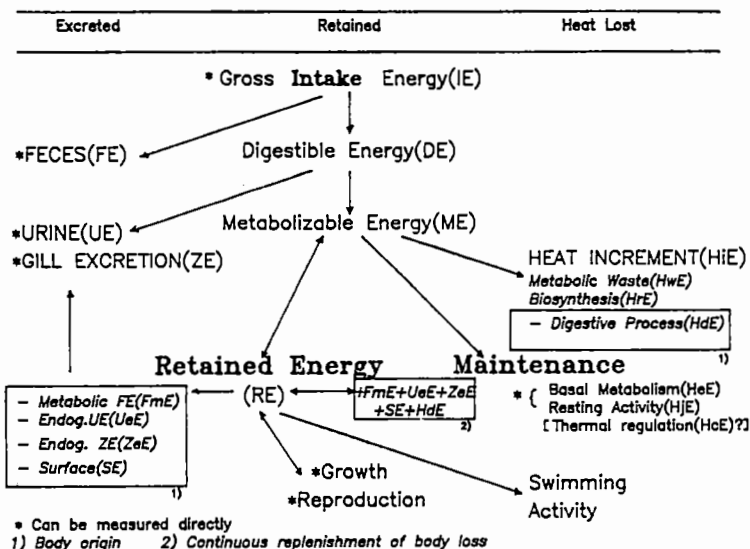 Excreted Retained Heat Lost
* Gross Intake Energy(IE)
*FECES(FE) Digestible Energy(DE)
Metabolizable Energy(ME)
*URINE(UE)
*GILL EXCRETION(ZE)
HEAT INCREMENT(HiE)
Metabolic Waste(HwE)
Biosynthesis(HrE)
- Digestive Process(HdE)
1)
Retained Energy Maintenance
(RE)
+FmE+UeE+ZeE
+SE+HdE
2)
* { Basal Metabolism(HeE)
Resting Activity(HjE)
[Thermal regulation(HcE)?]
- Metabolic FE(FmE)
- Endog.UE(UeE)
- Endog. ZE(ZeE)
- Surface(SE)
1)
*Growth
*Reproduction
Swimming
Activity
* Can be measured directly
1) Body origin 2) Continuous replenishment of body loss